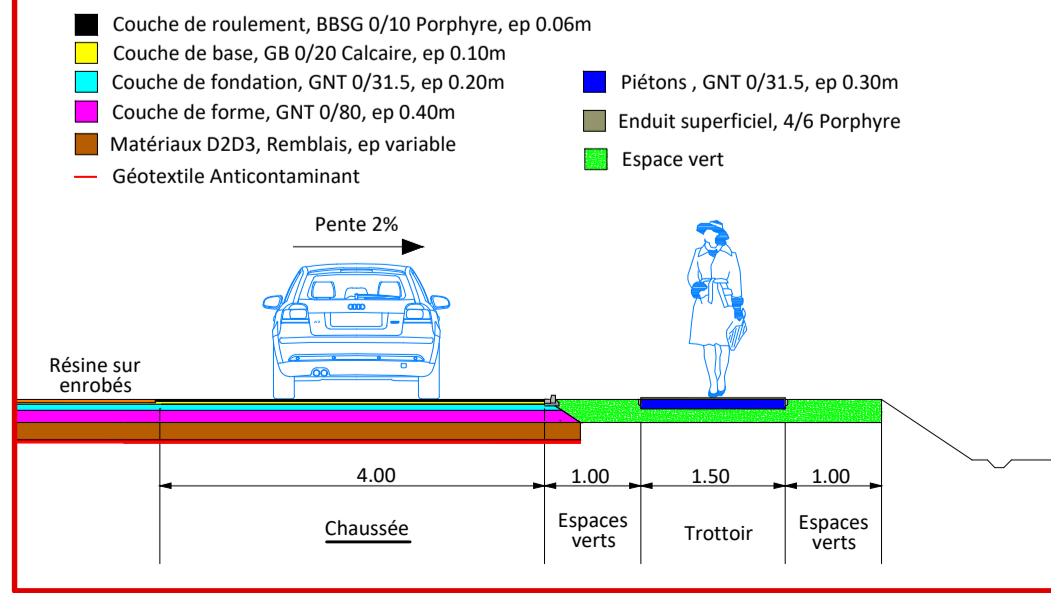 Couche de roulement, BBSG 0/10 Porphyre, ep 0.06m
Couche de base, GB 0/20 Calcaire, ep 0.10m
Couche de fondation, GNT 0/31.5, ep 0.20m
Couche de forme, GNT 0/80, ep 0.40m
Matériaux D2D3, Remblais, ep variable
Géotextile Anticontaminant
Piétons , GNT 0/31.5, ep 0.30m
Enduit superficiel, 4/6 Porphyre
Espace vert
Pente 2%
Résine sur
enrobés
4.00
1.00
1.50
1.00
Chaussée
Espaces
verts
Trottoir
Espaces
verts